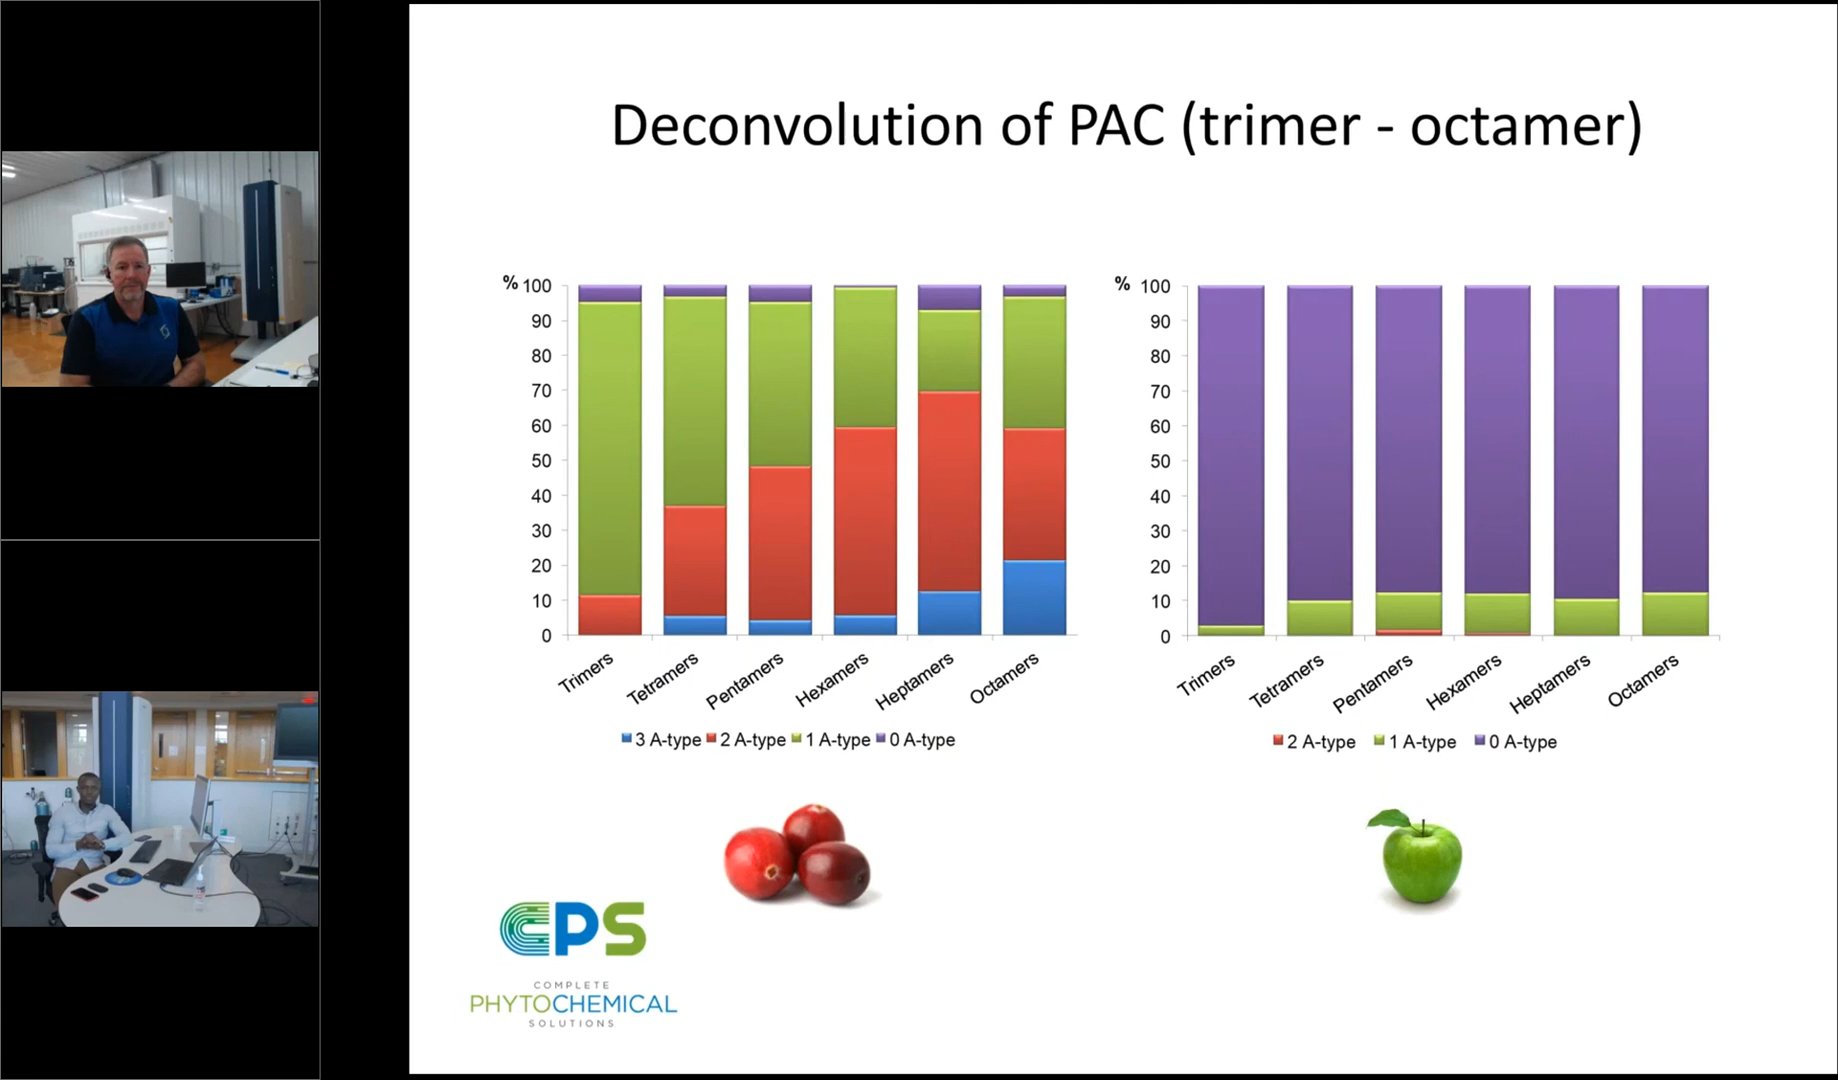 Deconvolution of PAC (trimer - octamer)
%
100
90
80
70
60
50
40
30
20
10
0
Trimers
Tetramers
Pentamers
Hexamers
Heptamers
Octamers
3 A-type 2 A-type 1 A-type 0 A-type
%
100
90
80
70
60
50
40
30
20
10
0
Trimers
Tetramers
Pentamers
Hexamers
Heptamers
Octamers
2 A-type 1 A-type 0 A-type
CPS
COMPLETE
PHYTOCHEMICAL
SOLUTIONS